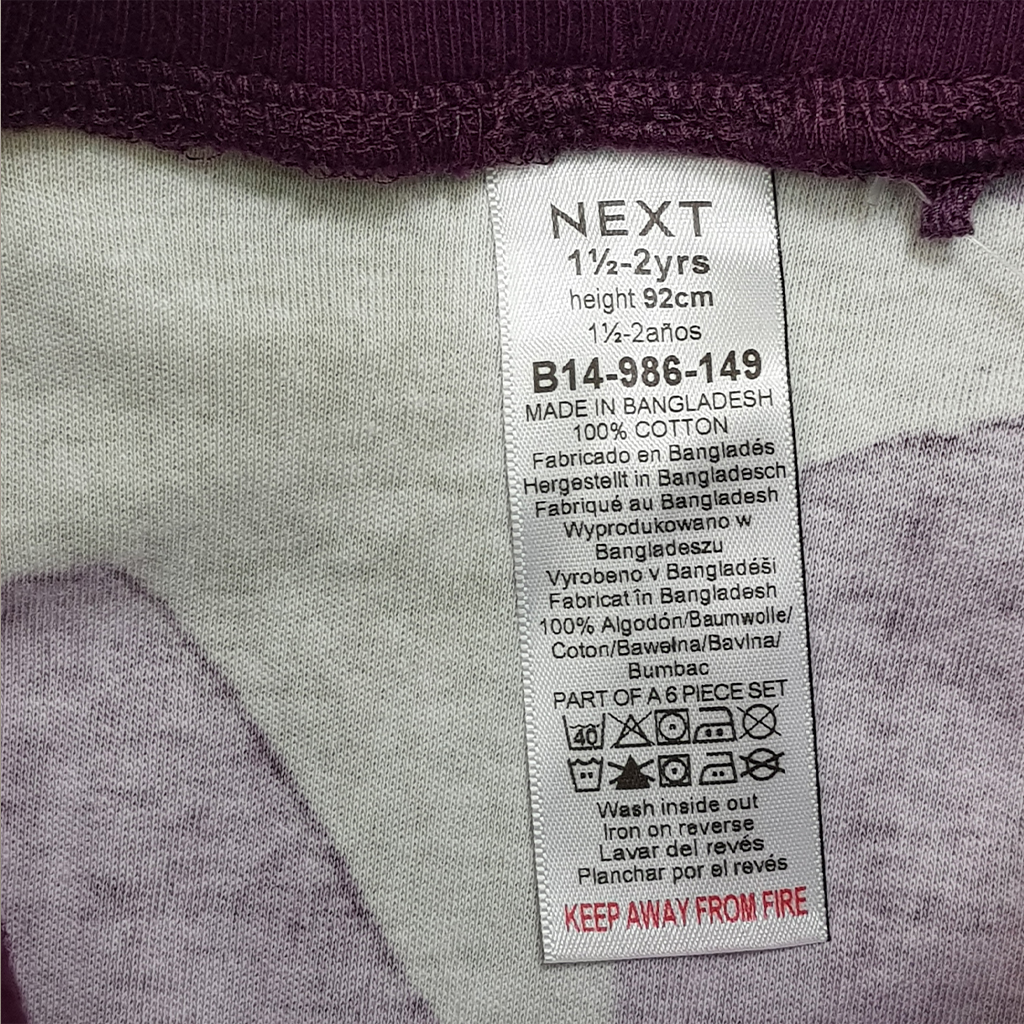 NEXT
1½-2yrs
height 92cm
1½-2años
B14-986-149
MADE IN BANGLADESH
100% COTTON
Fabricado en Bangladés
Hergestellt in Bangladesch
Fabriqué au Bangladesh
Wyprodukowano w
Bangladeszu
Vyrobeno v Bangladéši
Fabricat în Bangladesh
100% Algodón/Baumwolle/
Coton/Bawełna/Bavlna/
Bumbac
PART OF A 6 PIECE SET
40
Wash inside out
Iron on reverse
Lavar del revés
Planchar por el revés
KEEP AWAY FROM FIRE